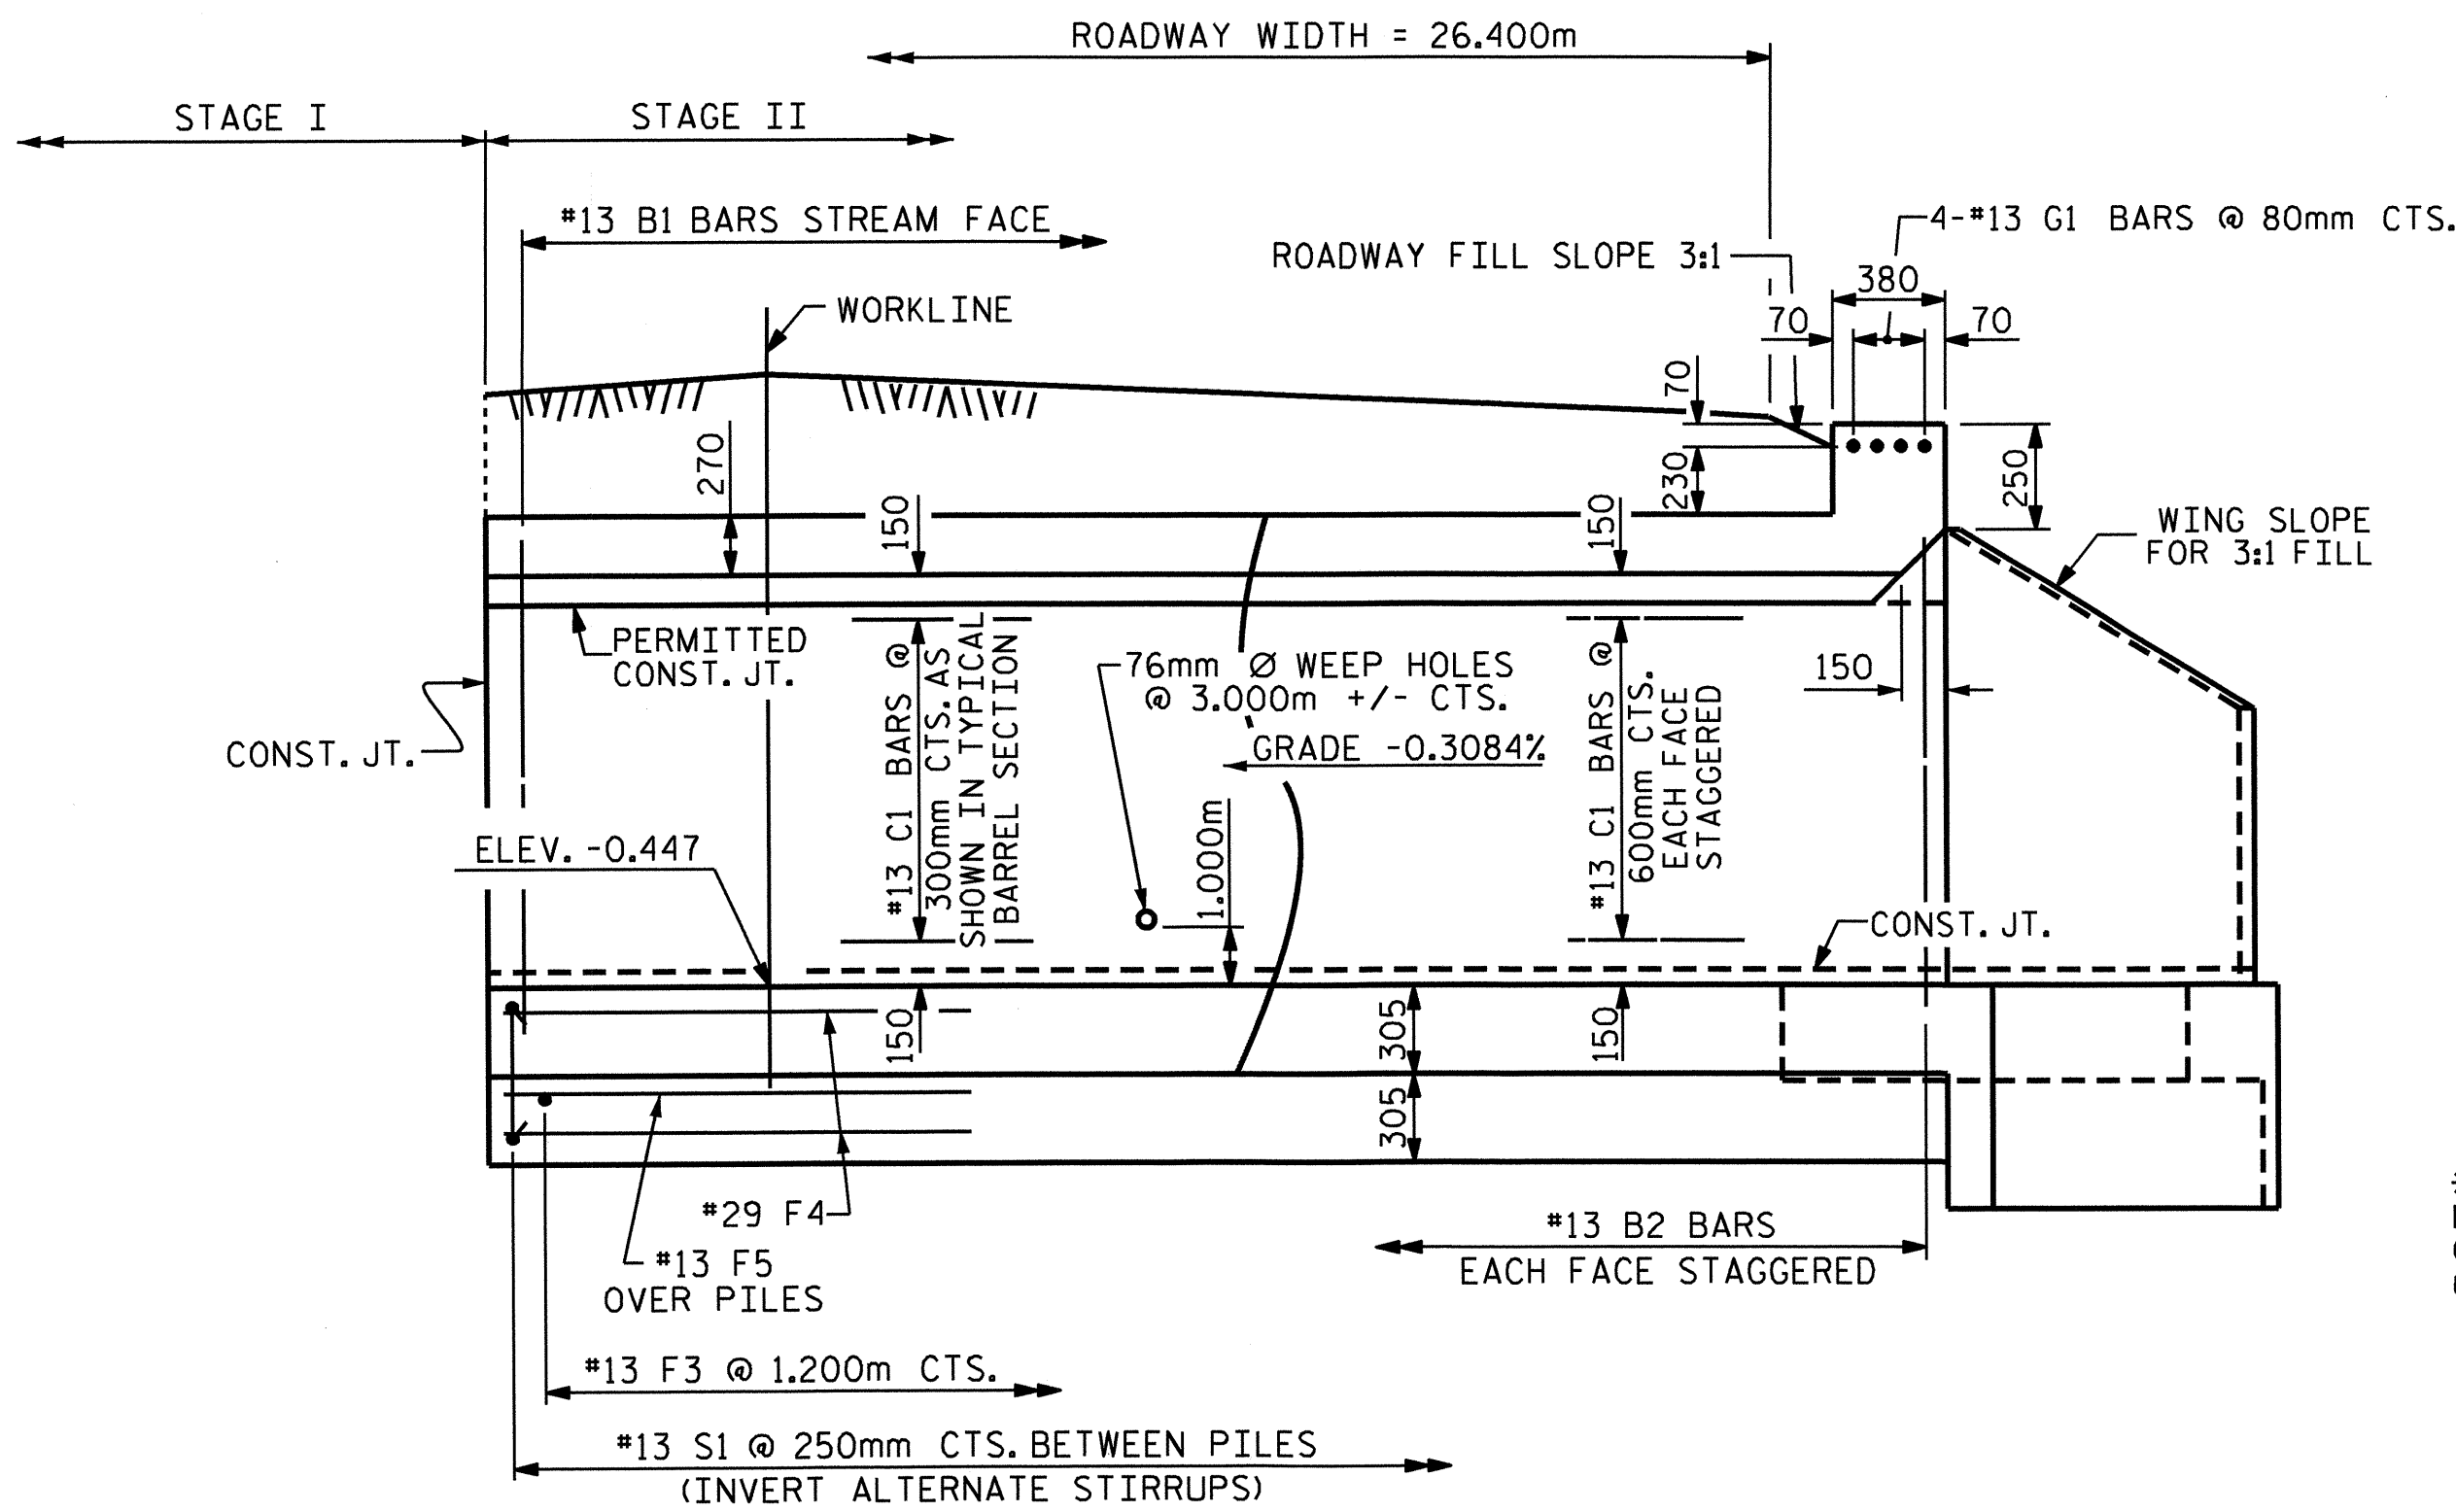 ROADWAY WIDTH = 26.400m
STAGE I
STAGE II
#13 B1 BARS STREAM FACE
4-#13 G1 BARS @ 80mm CTS.
ROADWAY FILL SLOPE 3:1
380
WORKLINE
70
70
70
270
230
250
150
150
WING SLOPE
FOR 3:1 FILL
PERMITTED
CONST. JT.
#13 C1 BARS @
300mm CTS. AS
SHOWN IN TYPICAL
BARREL SECTION
76mm Ø WEEP HOLES
@ 3.000m +/- CTS.
#13 C1 BARS @
600mm CTS.
EACH FACE
STAGGERED
150
CONST. JT.
GRADE -0.3084%
ELEV. -0.447
1.000m
CONST. JT.
150
305
150
305
#29 F4
#13 F5
OVER PILES
#13 B2 BARS
EACH FACE STAGGERED
#13 F3 @ 1.200m CTS.
#13 S1 @ 250mm CTS. BETWEEN PILES
(INVERT ALTERNATE STIRRUPS)